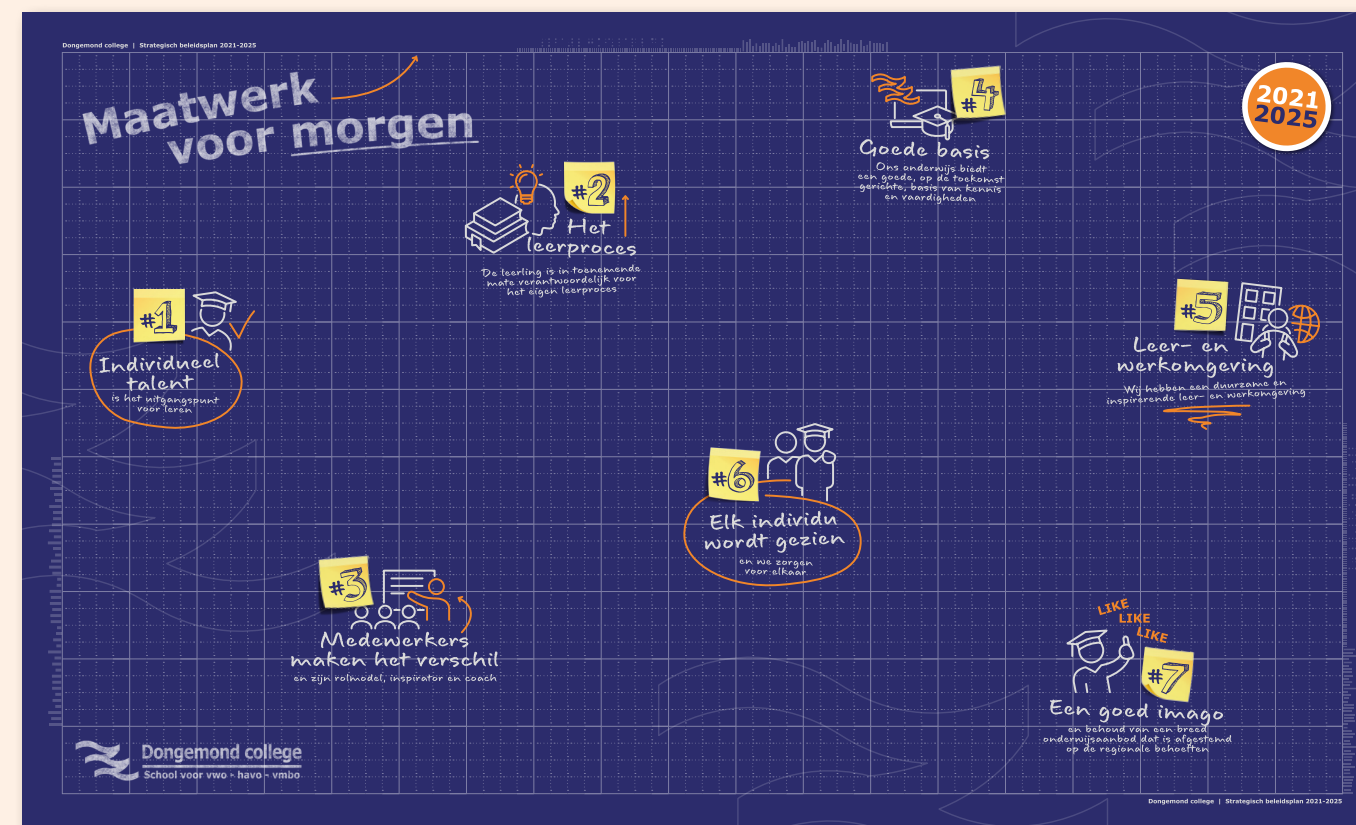 Dongemond college | Strategisch beleidsplan 2021-2025
Maatwerk
voor morgen
2021
2025
#1
Individueel
talent
is het uitgangspunt
voor leren
#2
Het
leerproces
De leerling is in toenemende
mate verantwoordelijk voor
het eigen leerproces
#3
Medewerkers
maken het verschil
en zijn rolmodel, inspirator en coach
#4
Goede basis
Ons onderwijs biedt
een goede, op de toekomst
gerichte, basis van kennis
en vaardigheden
#5
Leer- en
werkomgeving
Wij hebben een duurzame en
inspirerende leer- en werkomgeving
#6
Elk individu
wordt gezien
en we zorgen
voor elkaar
LIKE
LIKE
LIKE
#7
Een goed imago
en behoud van een breed
onderwijsaanbod dat is afgestemd
op de regionale behoeften
Dongemond college
School voor vwo - havo - vmbo
Dongemond college | Strategisch beleidsplan 2021-2025